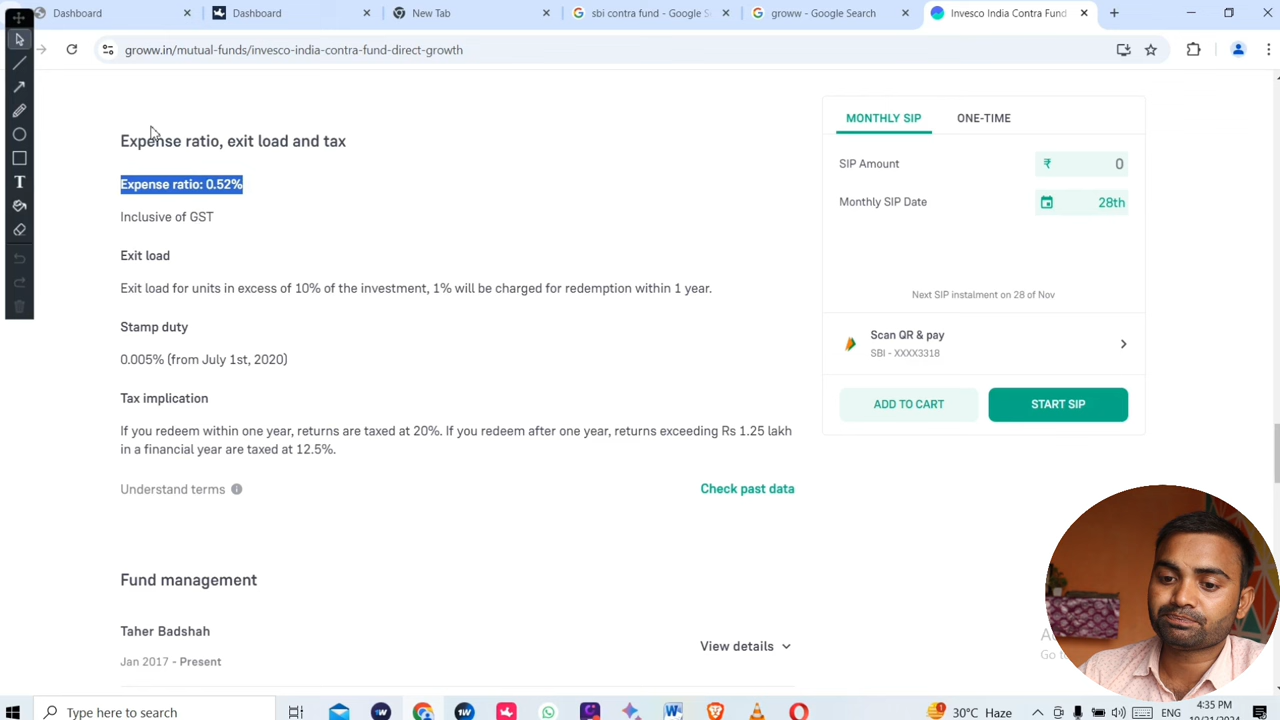 Dashboard
Dashboard
New Tab
sbi contra fund - Google
groww - Google Search
Invesco India Contra Fund
groww.in/mutual-funds/invesco-india-contra-fund-direct-growth
Expense ratio, exit load and tax
Expense ratio: 0.52%
Inclusive of GST
Exit load
Exit load for units in excess of 10% of the investment, 1% will be charged for redemption within 1 year.
Stamp duty
0.005% (from July 1st, 2020)
Tax implication
If you redeem within one year, returns are taxed at 20%. If you redeem after one year, returns exceeding Rs 1.25 lakh
in a financial year are taxed at 12.5%.
Understand terms
Check past data
Fund management
Taher Badshah
View details
Jan 2017 - Present
MONTHLY SIP
ONE-TIME
SIP Amount
₹ 0
Monthly SIP Date
28th
Next SIP instalment on 28 of Nov
Scan QR & pay
SBI - XXXX3318
ADD TO CART
START SIP
T
Go
Type here to search
30°C Haze
ENG
4:35 PM